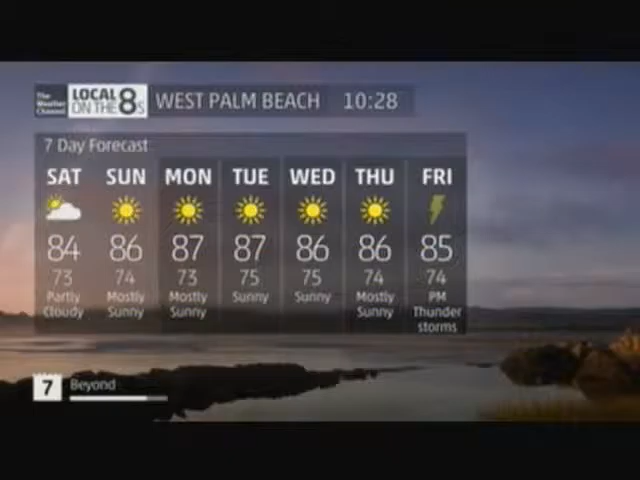 The Weather Channel
LOCAL ON THE 8s
WEST PALM BEACH 10:28
7 Day Forecast
SAT SUN MON TUE WED THU FRI
84 86 87 87 86 86 85
73 74 73 75 75 74 74
Partly Cloudy Mostly Sunny Mostly Sunny Sunny Sunny Mostly Sunny PM Thunder storms
7 Beyond